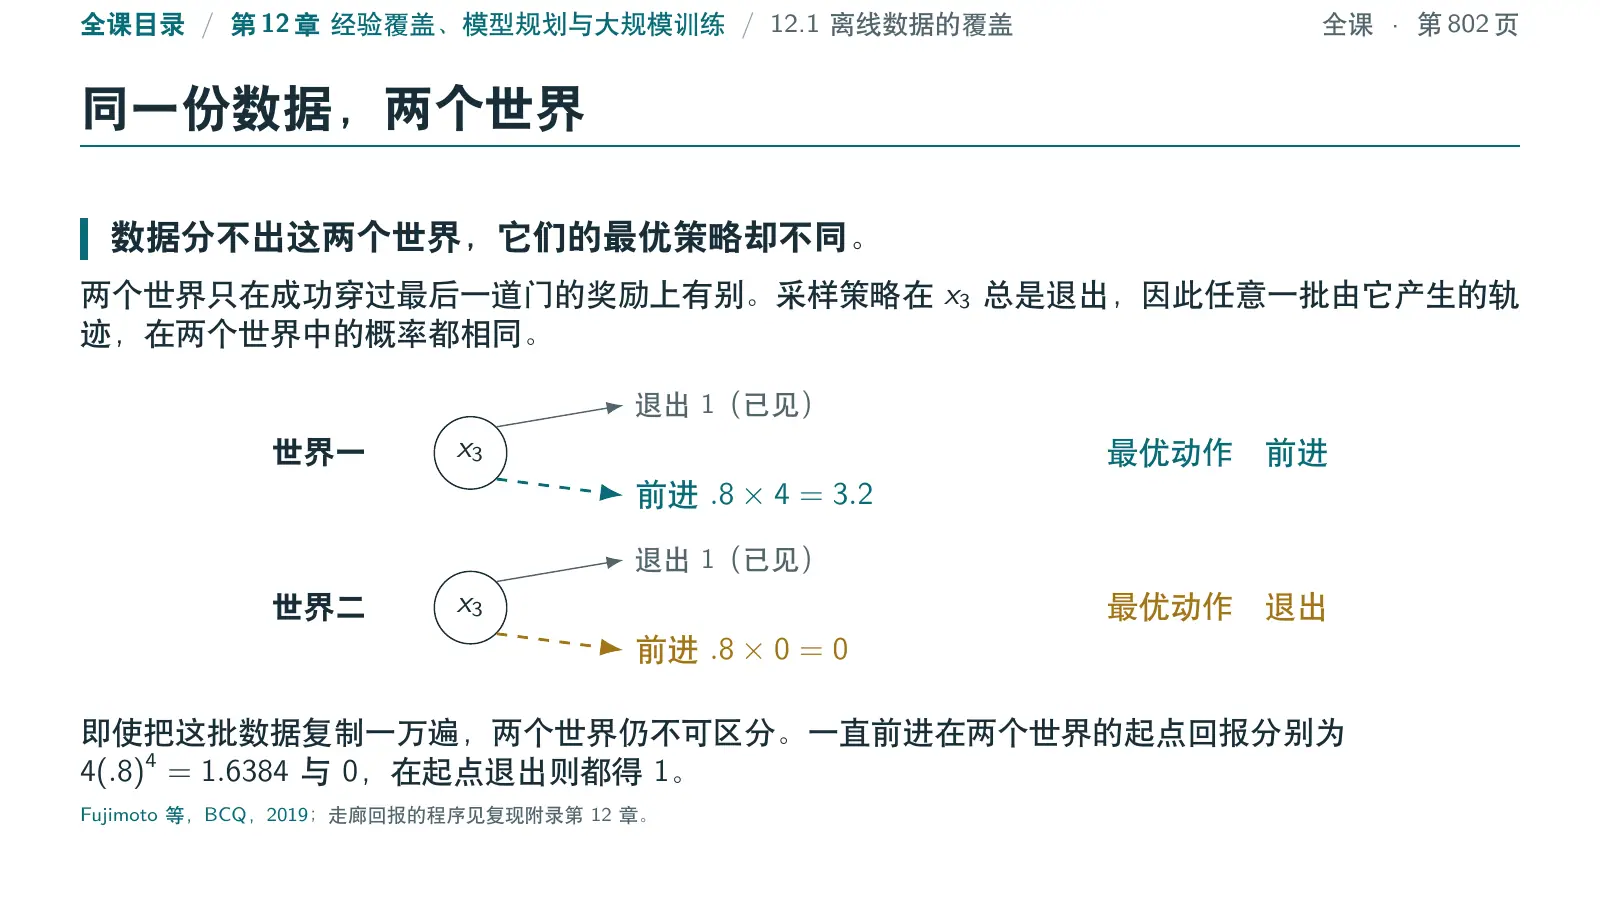 全课目录 / 第 12 章 经验覆盖、模型规划与大规模训练 / 12.1 离线数据的覆盖 全课 · 第 802 页
同一份数据，两个世界
数据分不出这两个世界，它们的最优策略却不同。
两个世界只在成功穿过最后一道门的奖励上有别。采样策略在 x₃ 总是退出，因此任意一批由它产生的轨
迹，在两个世界中的概率都相同。
退出 1（已见）
世界一 x₃ 最优动作 前进
前进 .8 × 4 = 3.2
退出 1（已见）
世界二 x₃ 最优动作 退出
前进 .8 × 0 = 0
即使把这批数据复制一万遍，两个世界仍不可区分。一直前进在两个世界的起点回报分别为
4(.8)⁴ = 1.6384 与 0，在起点退出则都得 1。
Fujimoto 等，BCQ，2019；走廊回报的程序见复现附录第 12 章。